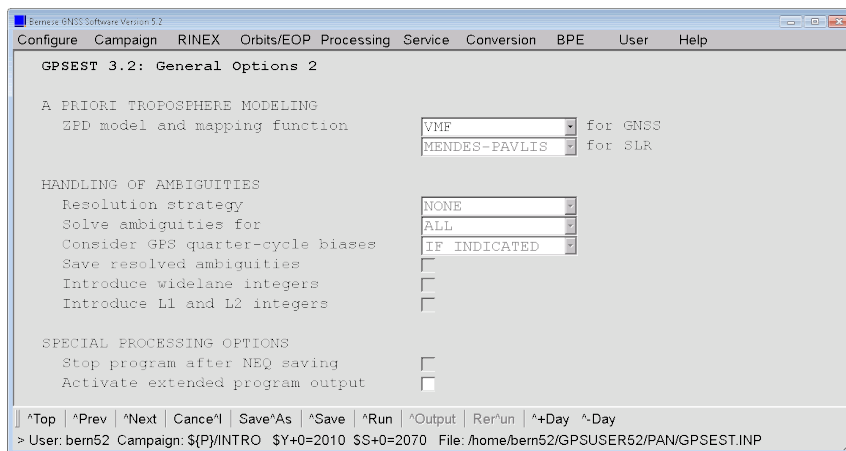 Bernese GNSS Software Version 5.2
Configure Campaign RINEX Orbits/EOP Processing Service Conversion BPE User Help
GPSEST 3.2: General Options 2
A PRIORI TROPOSPHERE MODELING
ZPD model and mapping function VMF for GNSS
MENDES-PAVLIS for SLR
HANDLING OF AMBIGUITIES
Resolution strategy NONE
Solve ambiguities for ALL
Consider GPS quarter-cycle biases IF INDICATED
Save resolved ambiguities
Introduce widelane integers
Introduce L1 and L2 integers
SPECIAL PROCESSING OPTIONS
Stop program after NEQ saving
Activate extended program output
^Top ^Prev ^Next Cance^l Save^As ^Save ^Run ^Output Rer^un ^+Day ^-Day
> User: bern52 Campaign: ${P}/INTRO $Y+0=2010 $S+0=2070 File: /home/bern52/GPSUSER52/PAN/GPSEST.INP